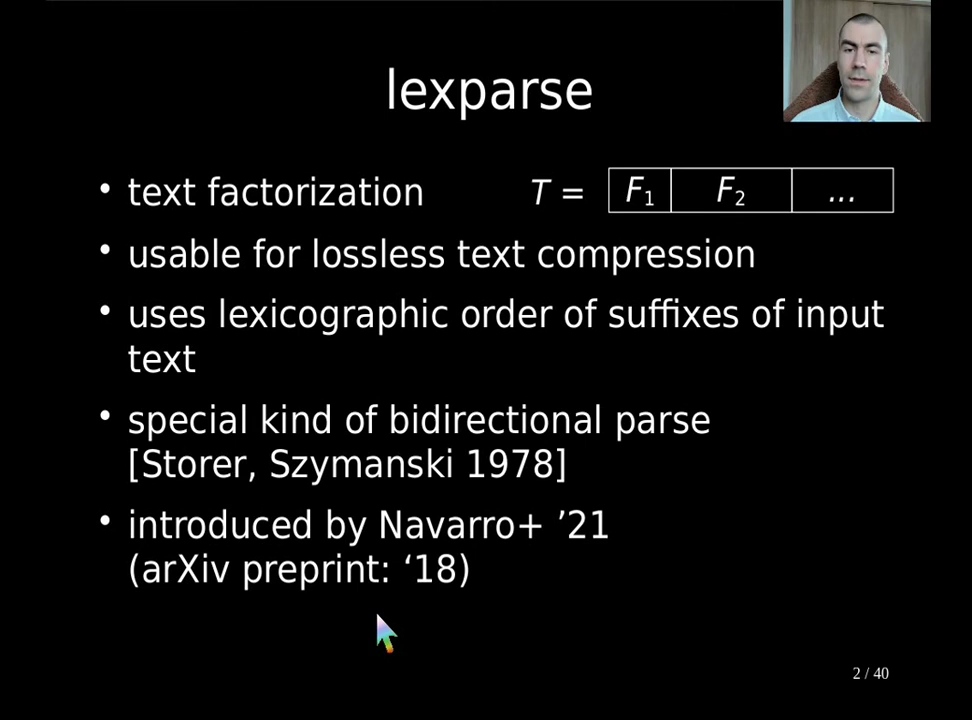 lexparse
• text factorization T = F₁ F₂ ...
• usable for lossless text compression
• uses lexicographic order of suffixes of input
text
• special kind of bidirectional parse
[Storer, Szymanski 1978]
• introduced by Navarro+ ’21
(arXiv preprint: ‘18)
2 / 40